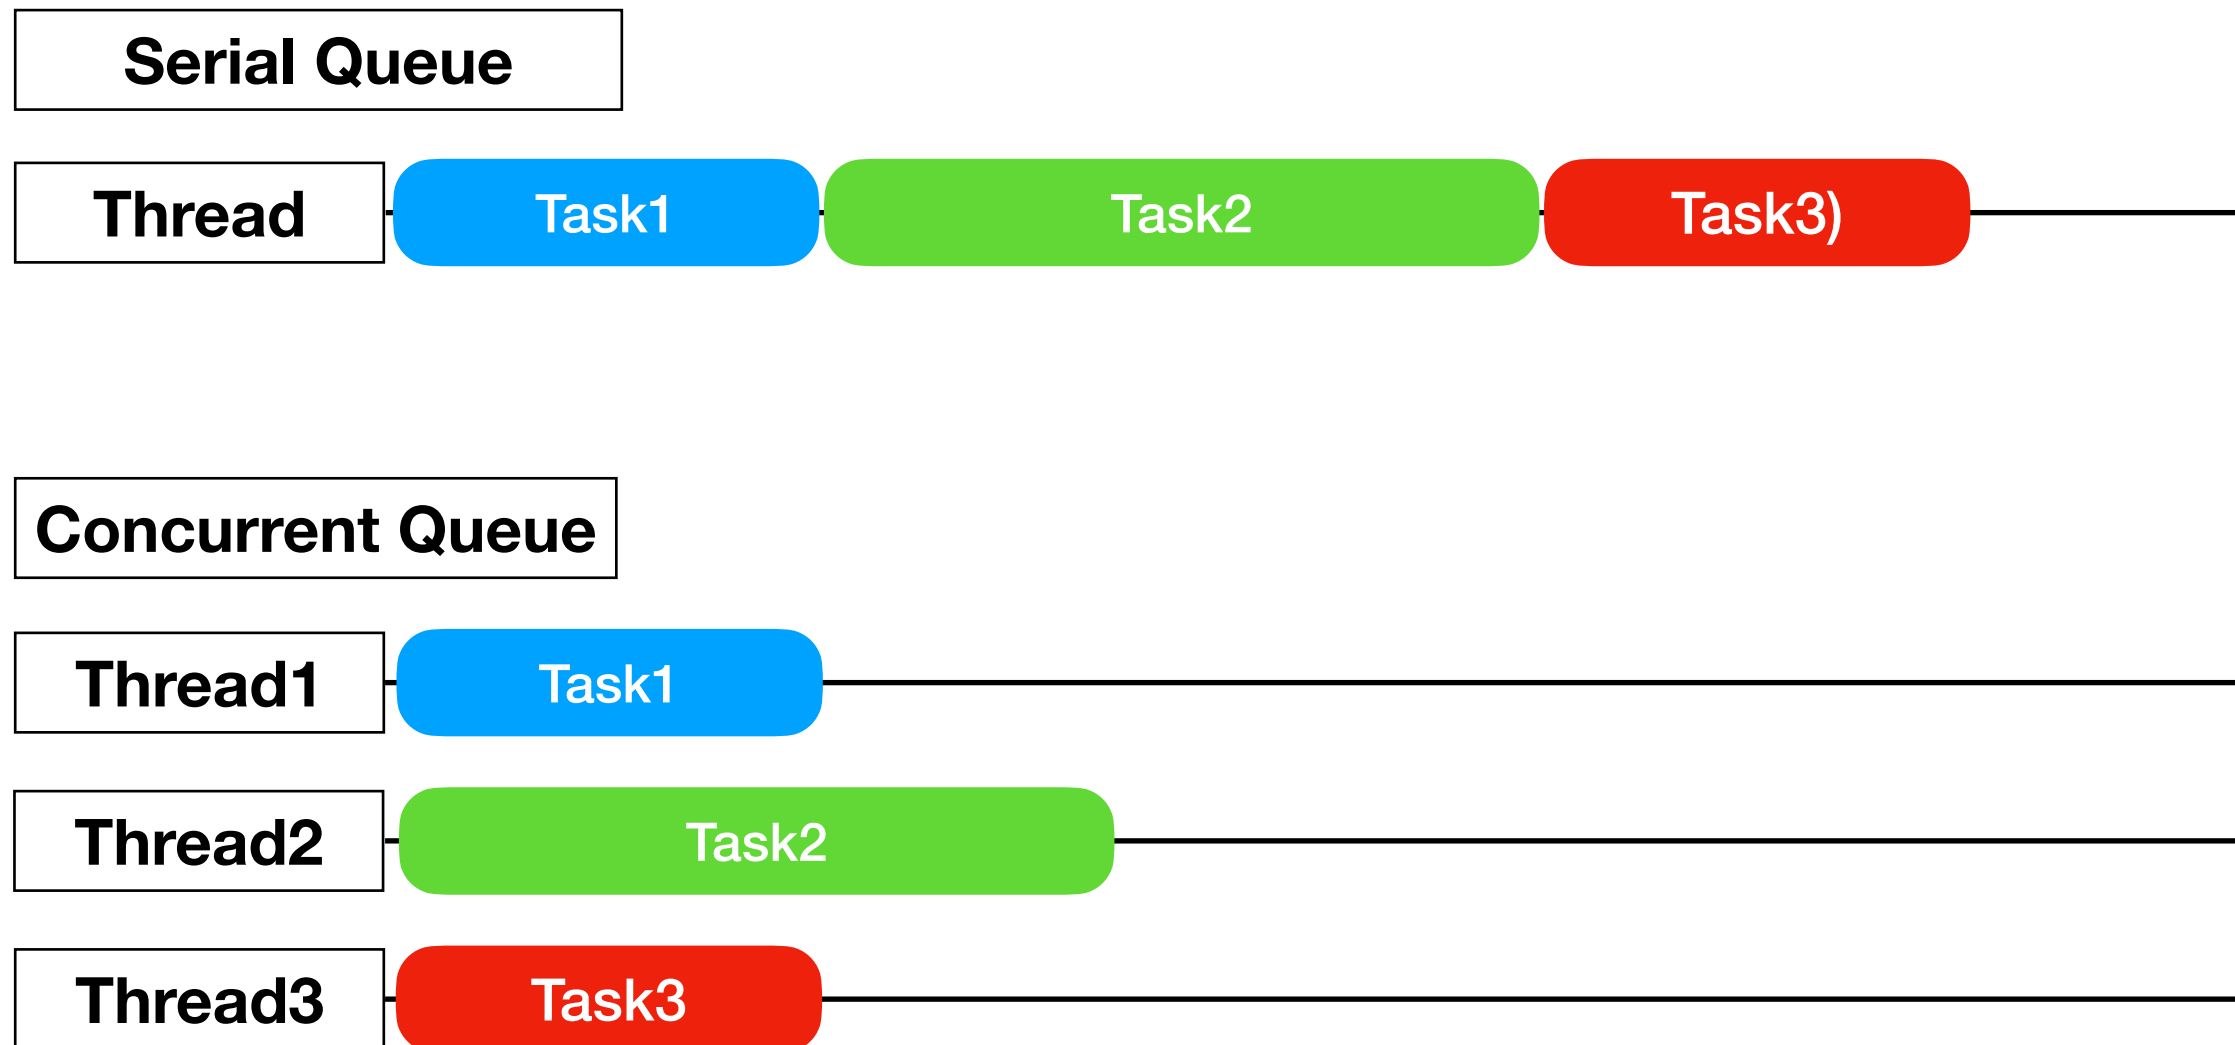 Serial Queue
Thread
Task1
Task2
Task3)
Concurrent Queue
Thread1
Task1
Thread2
Task2
Thread3
Task3